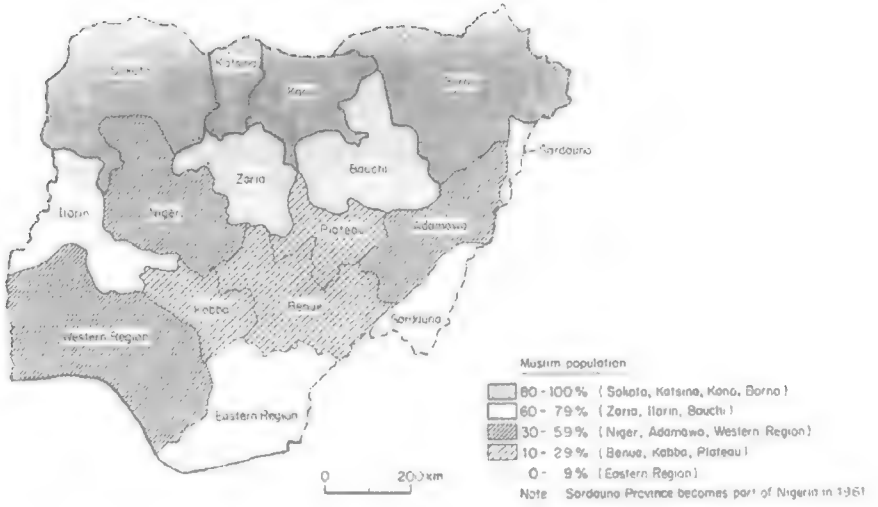 Sokoto
Katsina
Kano
Borno
Sardauna
Bauchi
Zaria
Ilorin
Niger
Adamawa
Plateau
Kabba
Benue
Sardauna
Western Region
Eastern Region
Muslim population
80-100% (Sokoto, Katsina, Kano, Borno)
60-79% (Zaria, Ilorin, Bauchi)
30-59% (Niger, Adamawa, Western Region)
10-29% (Benue, Kabba, Plateau)
0-9% (Eastern Region)
0 200km
Note Sardauna Province becomes part of Nigeria in 1961